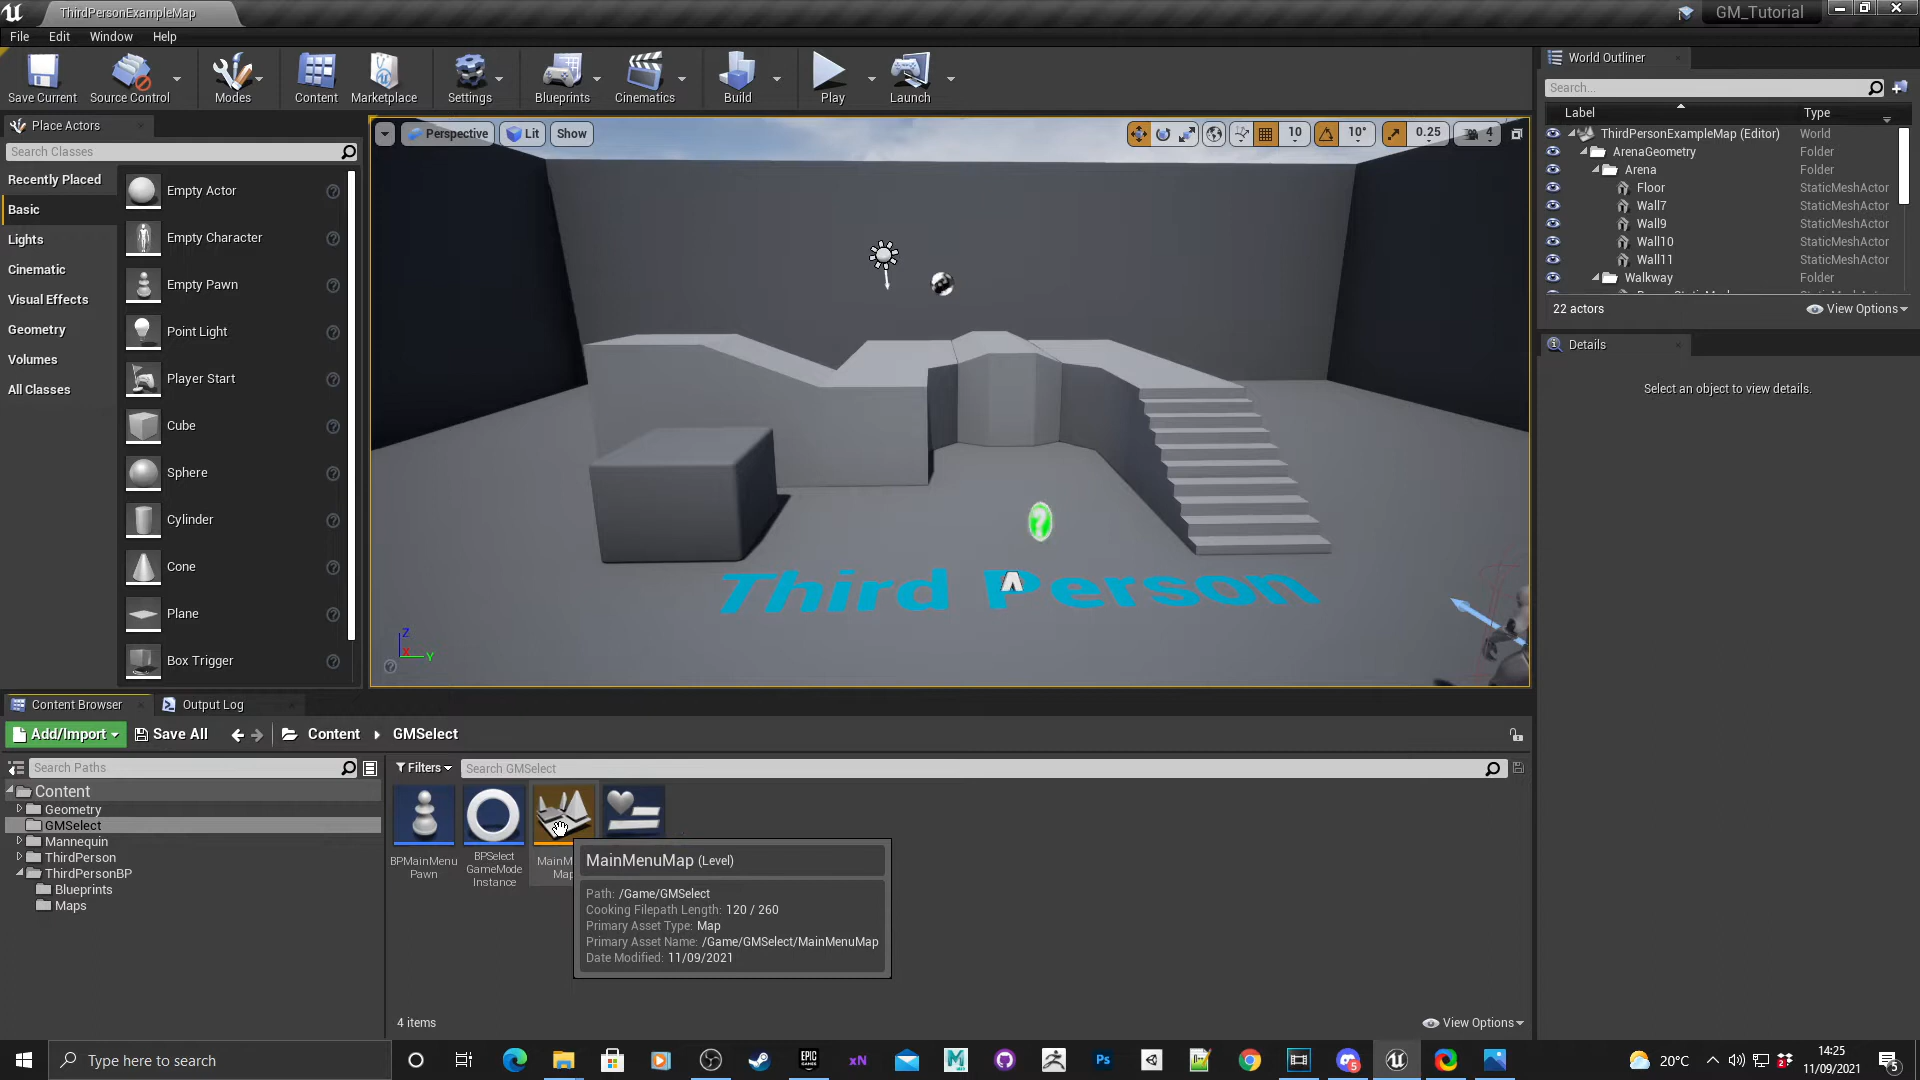 ThirdPersonExampleMap
GM_Tutorial
File Edit Window Help
Save Current
Source Control
Modes
Content
Marketplace
Settings
Blueprints
Cinematics
Build
Play
Launch
Place Actors
Search Classes
Recently Placed
Basic
Lights
Cinematic
Visual Effects
Geometry
Volumes
All Classes
Empty Actor
Empty Character
Empty Pawn
Point Light
Player Start
Cube
Sphere
Cylinder
Cone
Plane
Box Trigger
Perspective Lit Show
10 10° 0.25 4
Third Person
Z
X
Y
World Outliner
Search...
Label Type
ThirdPersonExampleMap (Editor) World
ArenaGeometry Folder
Arena Folder
Floor StaticMeshActor
Wall7 StaticMeshActor
Wall9 StaticMeshActor
Wall10 StaticMeshActor
Wall11 StaticMeshActor
Walkway Folder
22 actors View Options
Details
Select an object to view details.
Content Browser Output Log
Add/Import Save All Content GMSelect
Search Paths
Filters Search GMSelect
Content
Geometry
GMSelect
Mannequin
ThirdPerson
ThirdPersonBP
Blueprints
Maps
BPMainMenu
Pawn
BPSelect
GameMode
Instance
MainM
Map
MainMenuMap (Level)
Path: /Game/GMSelect
Cooking Filepath Length: 120 / 260
Primary Asset Type: Map
Primary Asset Name: /Game/GMSelect/MainMenuMap
Date Modified: 11/09/2021
4 items View Options
Type here to search
xN
Ps
20°C
14:25
11/09/2021